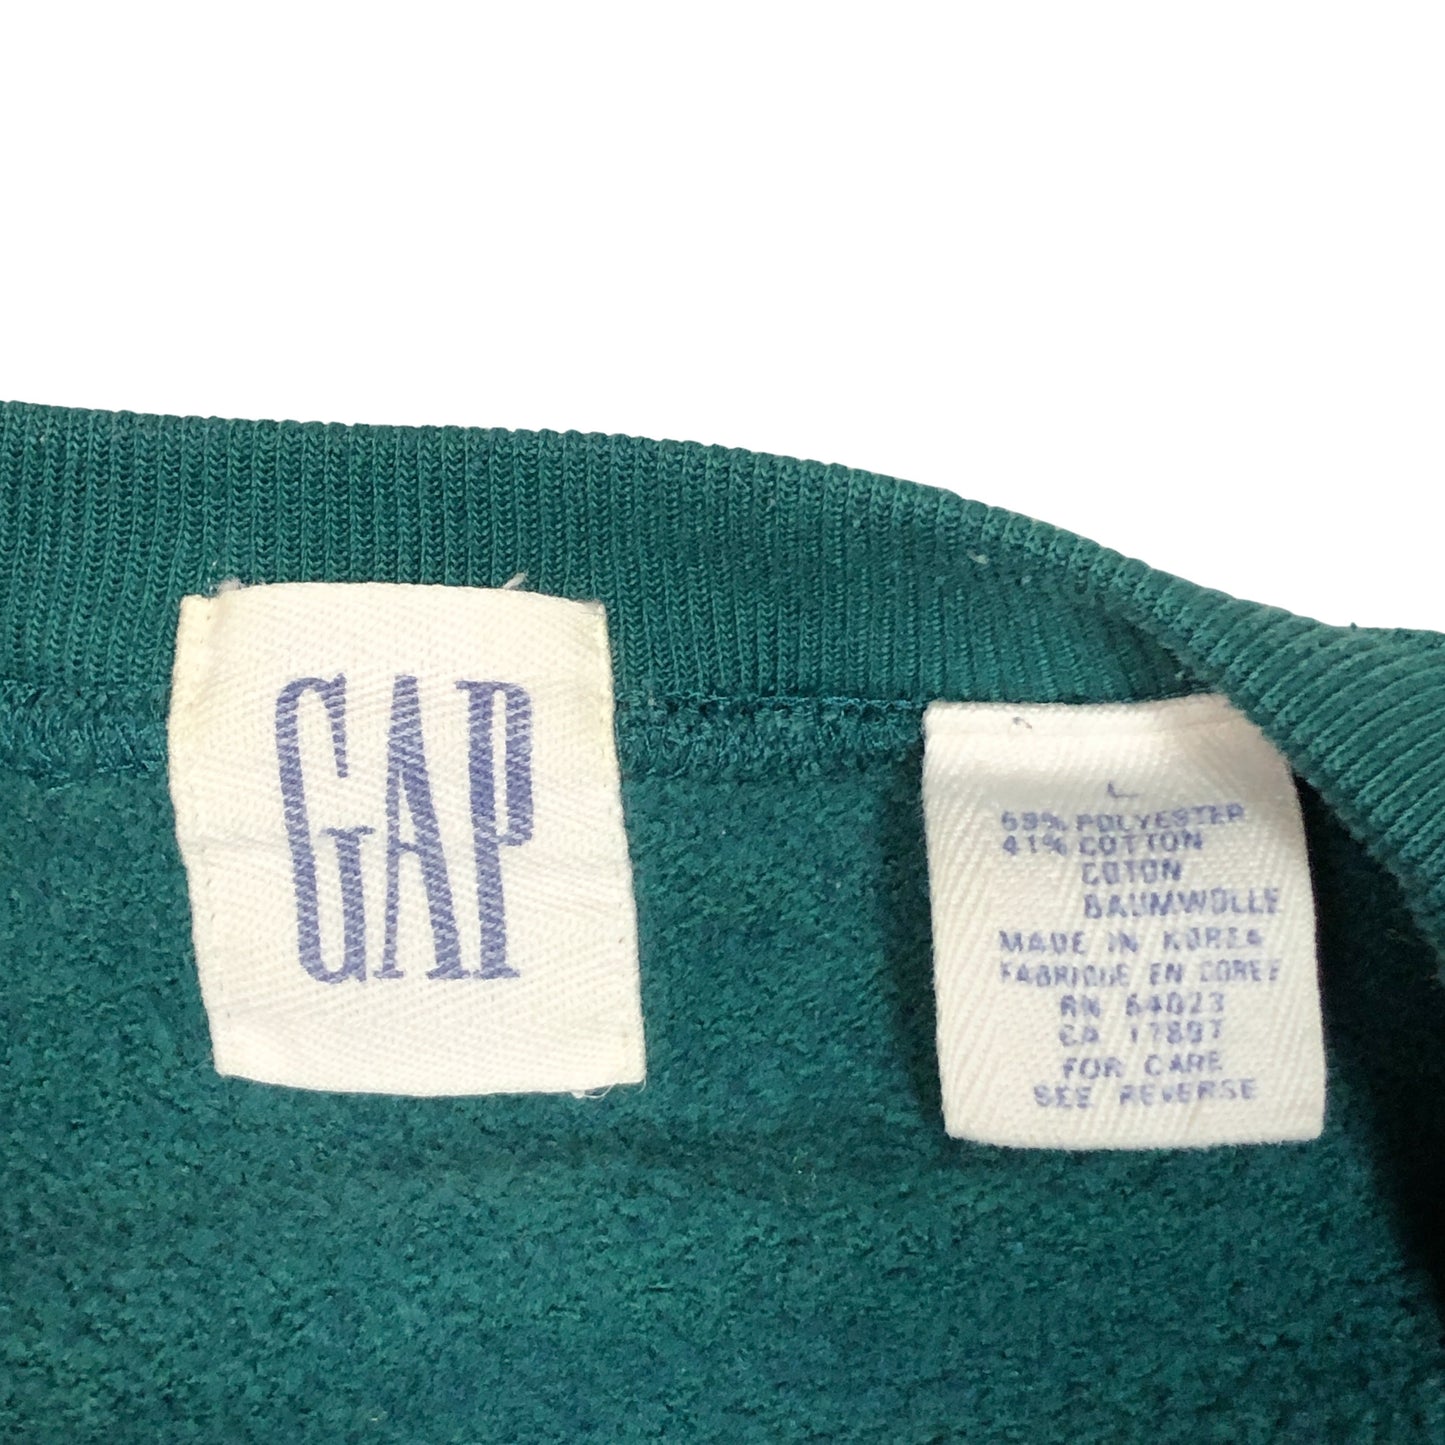 GAP
L
59% POLYESTER
41% COTTON
COTON
BAUMWOLLE
MADE IN KOREA
FABRIQUE EN COREE
RN 54023
CA 17897
FOR CARE
SEE REVERSE